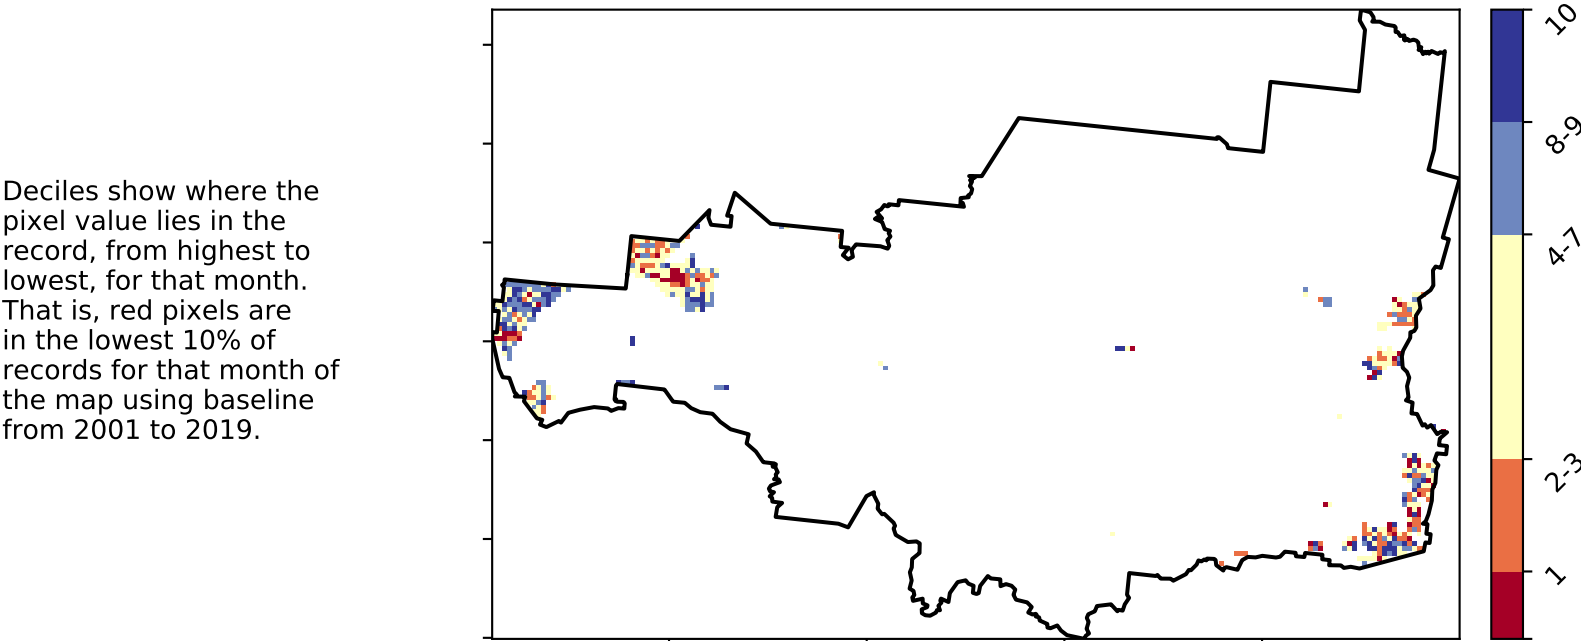 Deciles show where the
pixel value lies in the
record, from highest to
lowest, for that month.
That is, red pixels are
in the lowest 10% of
records for that month of
the map using baseline
from 2001 to 2019.
10
8-9
4-7
2-3
1